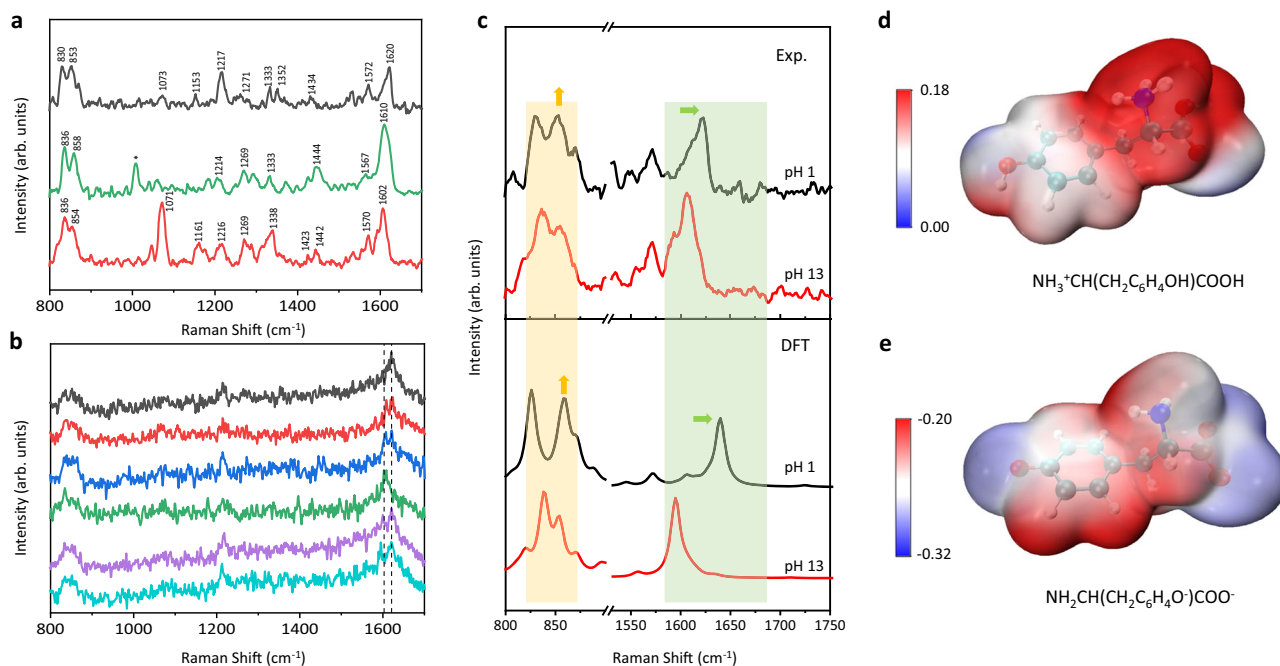 a
830
853
1073
1153
1217
1271
1333
1352
1434
1572
1620
836
858
*
1214
1269
1333
1444
1567
1610
836
854
1071
1161
1216
1269
1338
1423
1442
1570
1602
Intensity (arb. units)
800 1000 1200 1400 1600
Raman Shift (cm⁻¹)
b
Intensity (arb. units)
800 1000 1200 1400 1600
Raman Shift (cm⁻¹)
c
Exp.
pH 1
pH 13
DFT
pH 1
pH 13
Intensity (arb. units)
800 850 1550 1600 1650 1700 1750
Raman Shift (cm⁻¹)
d
0.18
0.00
NH₃⁺CH(CH₂C₆H₄OH)COOH
e
-0.20
-0.32
NH₂CH(CH₂C₆H₄O⁻)COO⁻